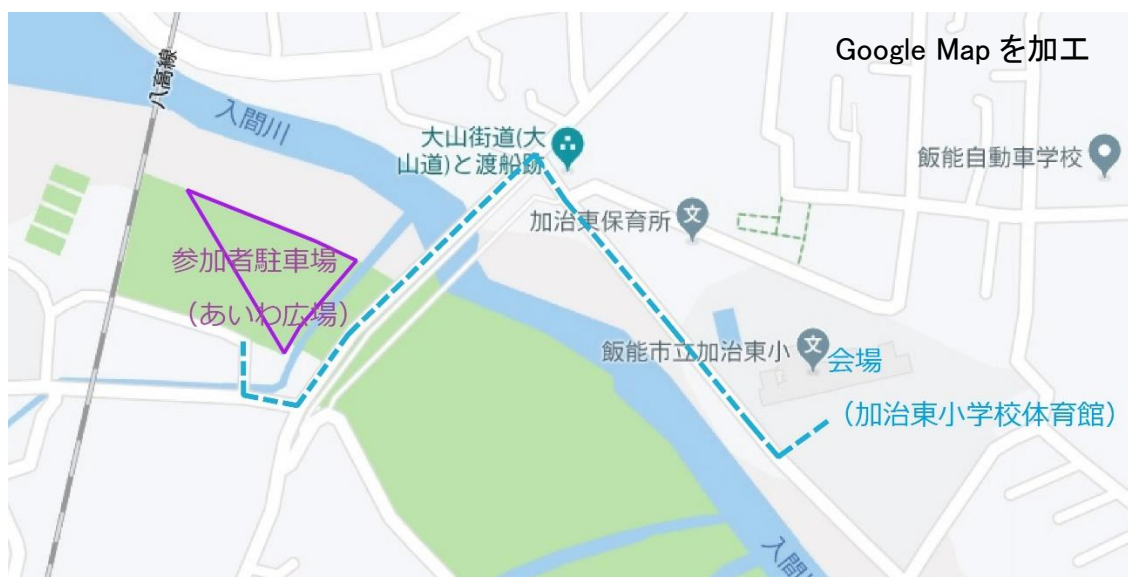 Google Map を加工
八高線
入間川
大山街道(大
山道)と渡船跡
飯能自動車学校
加治東保育所
文
参加者駐車場
(あいわ広場)
飯能市立加治東小
文
会場
(加治東小学校体育館)
入間川